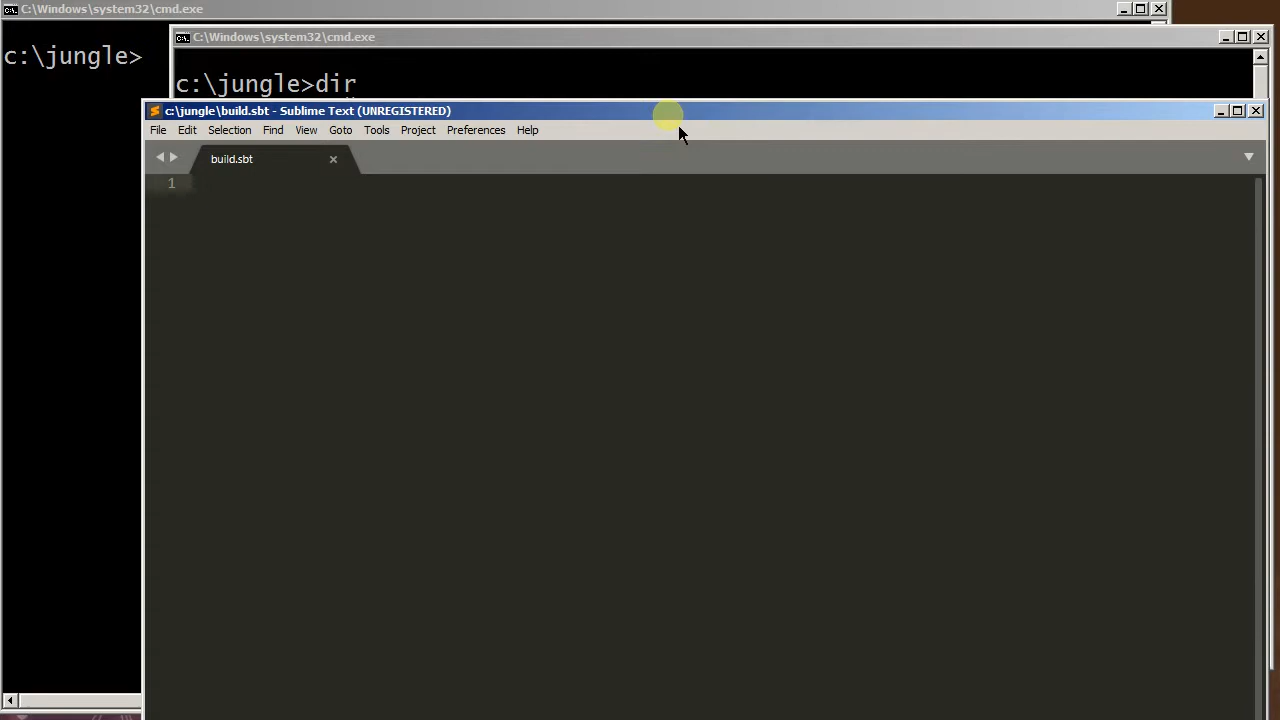 C:\Windows\system32\cmd.exe
c:\jungle>
C:\Windows\system32\cmd.exe
c:\jungle>dir
c:\jungle\build.sbt - Sublime Text (UNREGISTERED)
File Edit Selection Find View Goto Tools Project Preferences Help
build.sbt
1